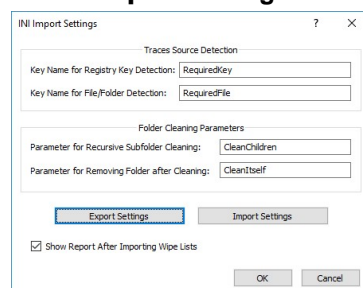 INI Import Settings ? ×
Traces Source Detection
Key Name for Registry Key Detection: RequiredKey
Key Name for File/Folder Detection: RequiredFile
Folder Cleaning Parameters
Parameter for Recursive Subfolder Cleaning: CleanChildren
Parameter for Removing Folder after Cleaning: CleanItself
Export Settings Import Settings
Show Report After Importing Wipe Lists
OK Cancel